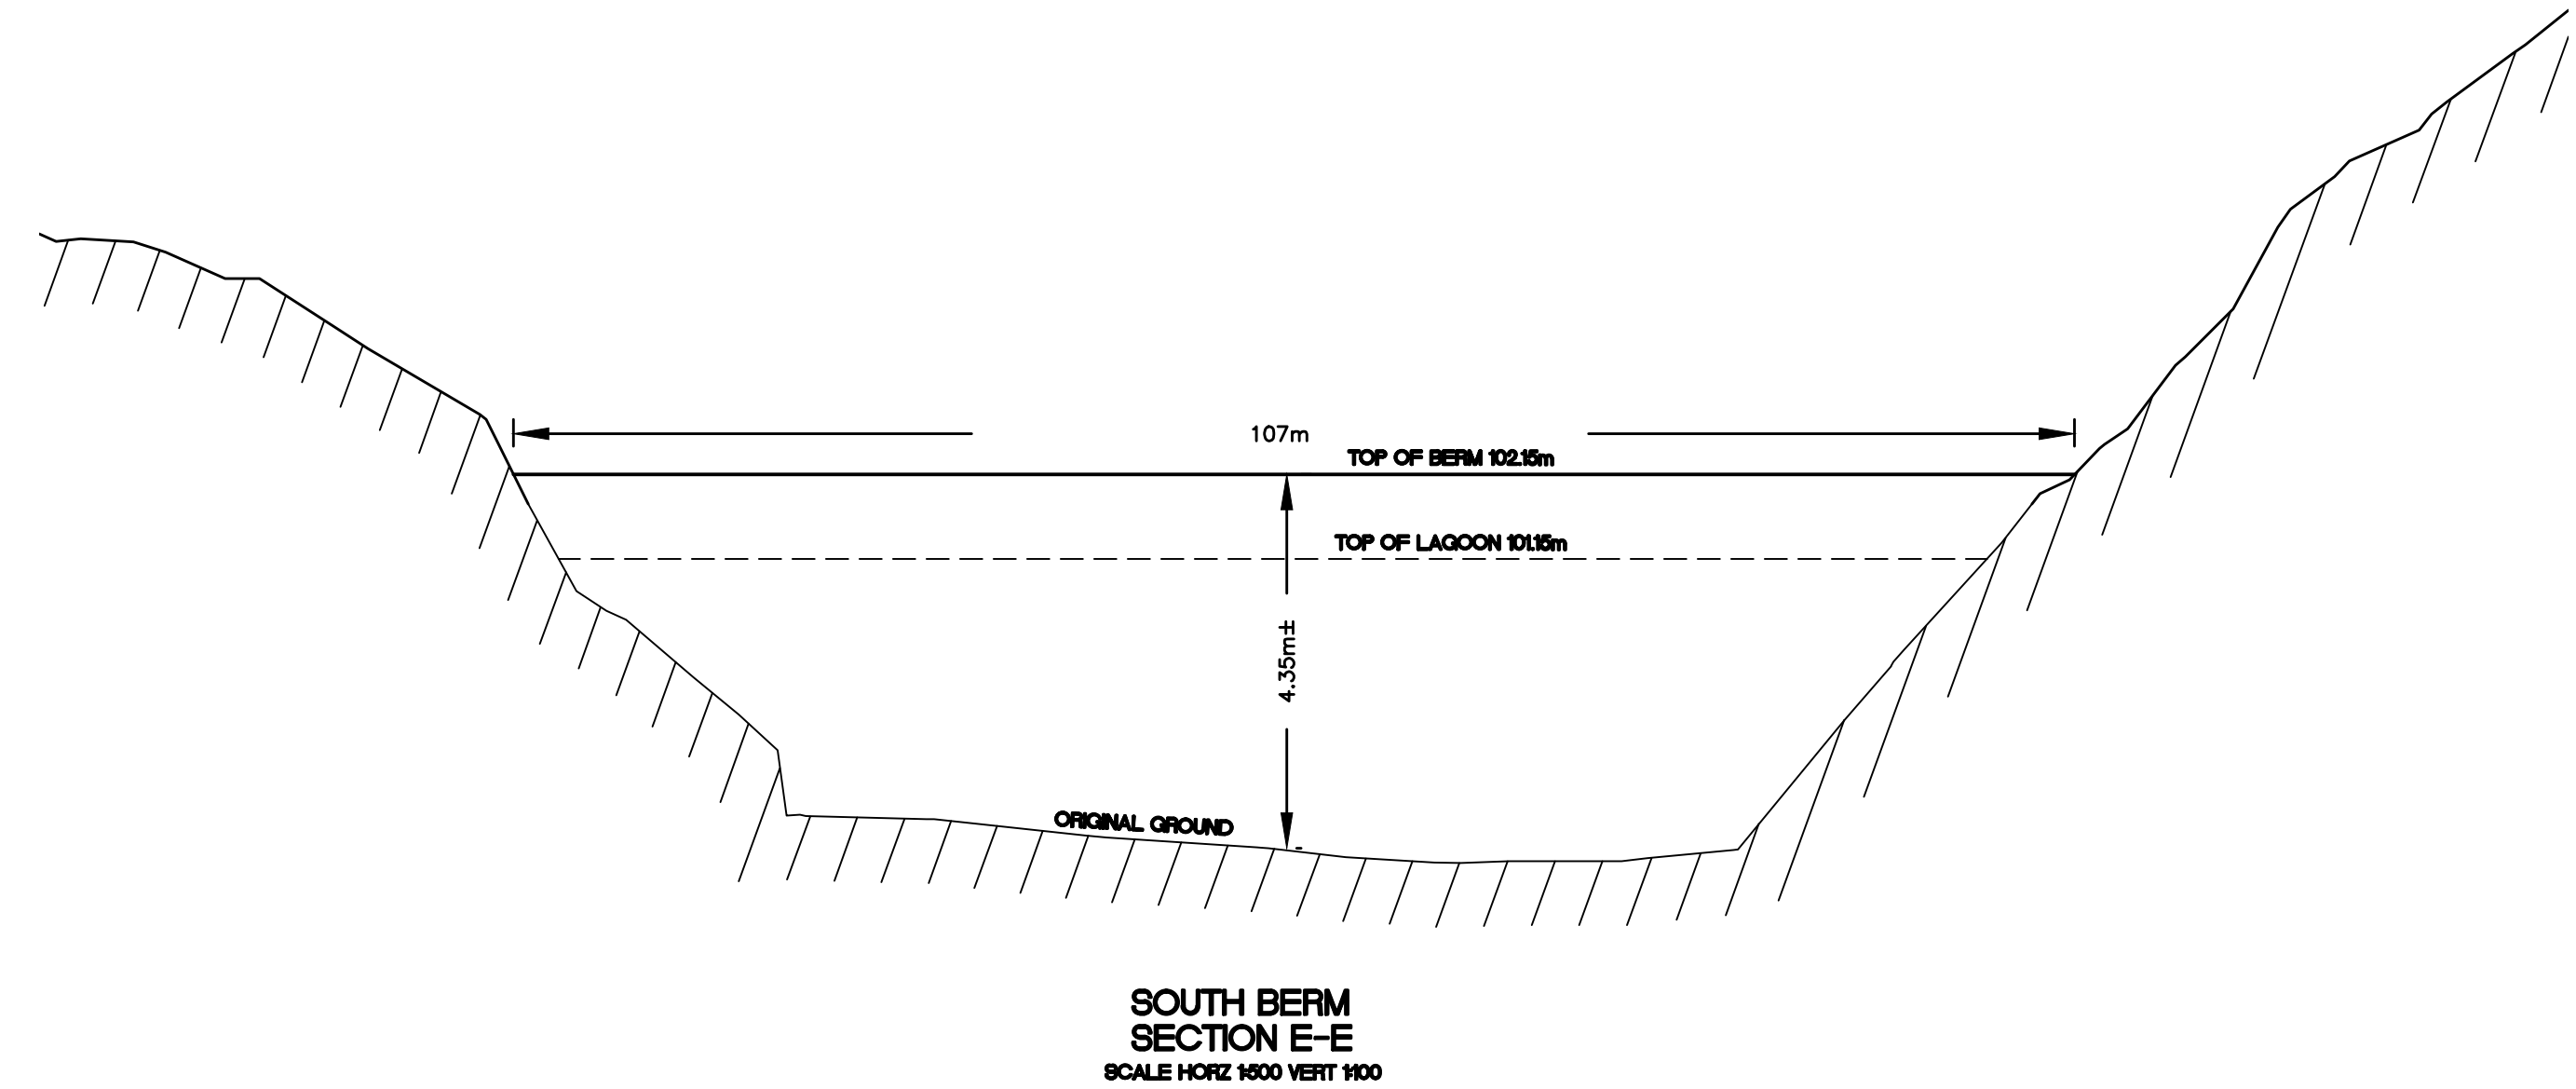 107m
TOP OF BERM 102.15m
TOP OF LAGOON 101.15m
4.35m±
ORIGINAL GROUND
SOUTH BERM
SECTION E-E
SCALE HORZ 1:500 VERT 1:100